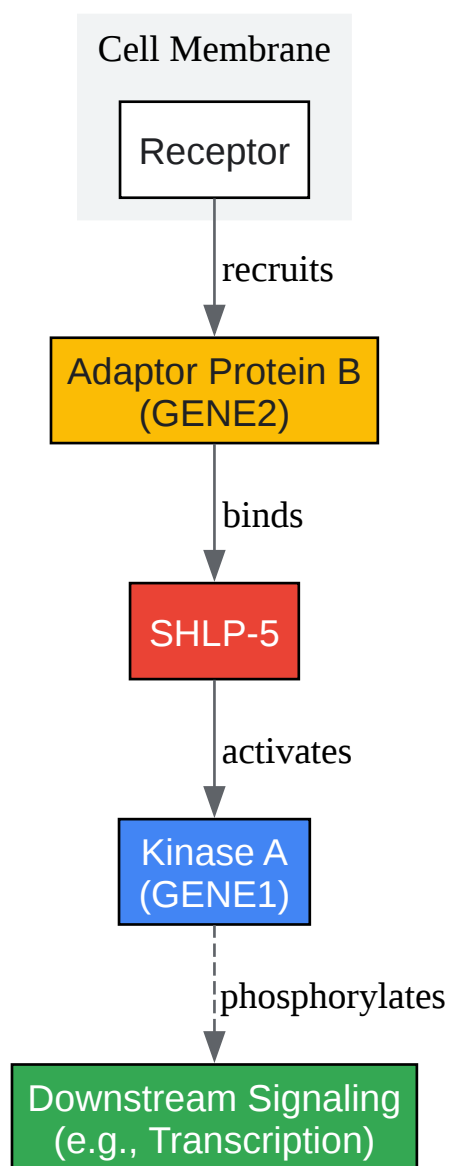 Cell Membrane
Receptor
recruits
Adaptor Protein B
(GENE2)
binds
SHLP-5
activates
Kinase A
(GENE1)
phosphorylates
Downstream Signaling
(e.g., Transcription)